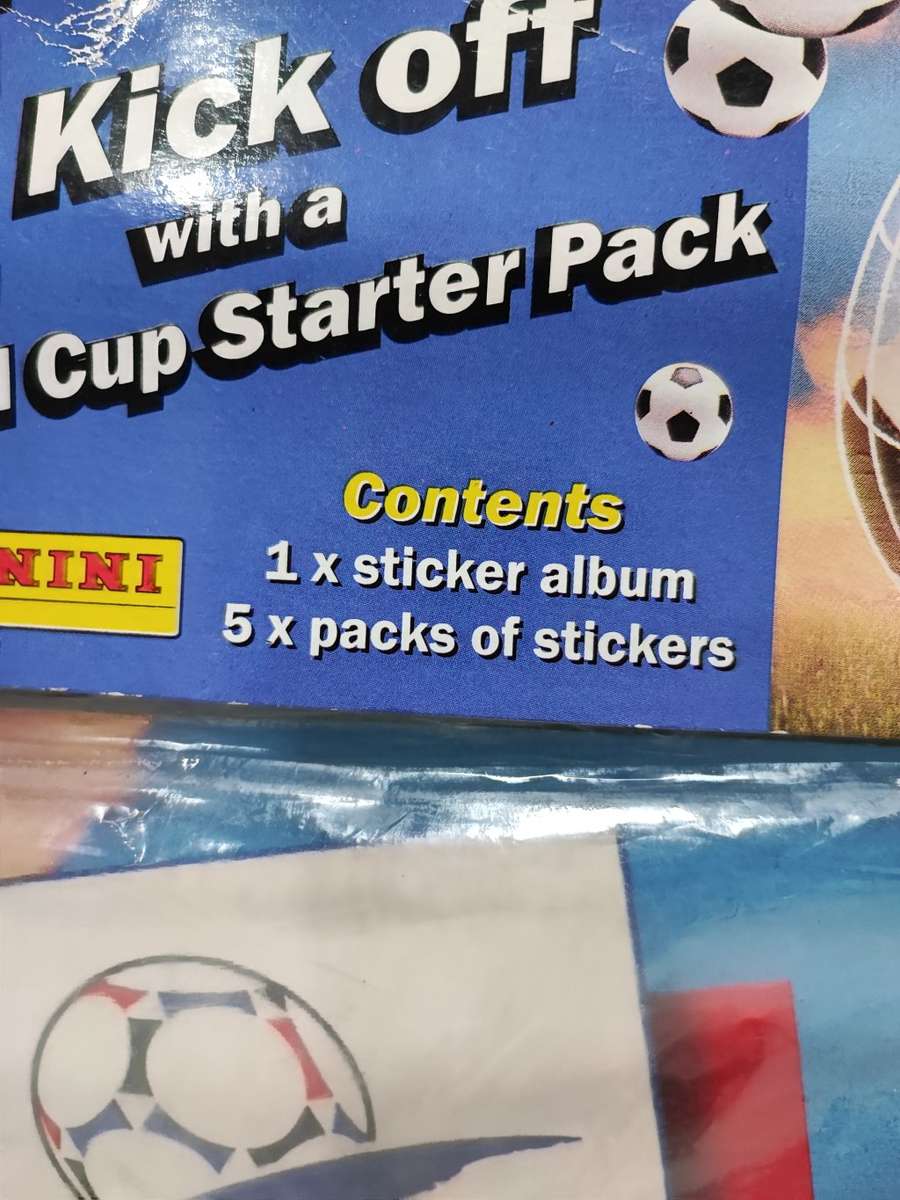 Kick off
with a
Cup Starter Pack
Contents
1 x sticker album
NINI
5 x packs of stickers